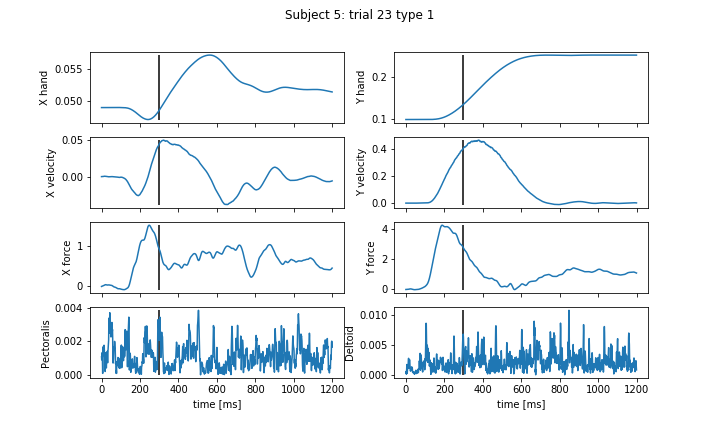 Subject 5: trial 23 type 1
X hand
0.055
0.050
Y hand
0.2
0.1
X velocity
0.05
0.00
Y velocity
0.4
0.2
0.0
X force
1
0
Y force
4
2
0
Pectoralis
0.004
0.002
0.000
0 200 400 600 800 1000 1200
time [ms]
Deltoid
0.010
0.005
0.000
0 200 400 600 800 1000 1200
time [ms]